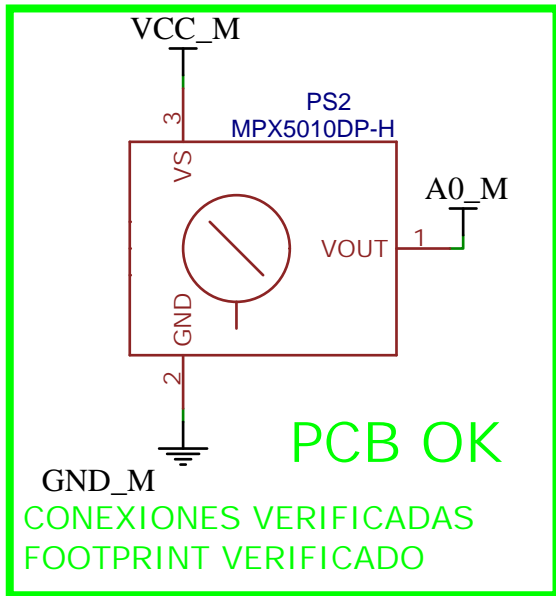 VCC_M
3
PS2
MPX5010DP-H
VS
A0_M
VOUT
1
GND
2
PCB OK
GND_M
CONEXIONES VERIFICADAS
FOOTPRINT VERIFICADO